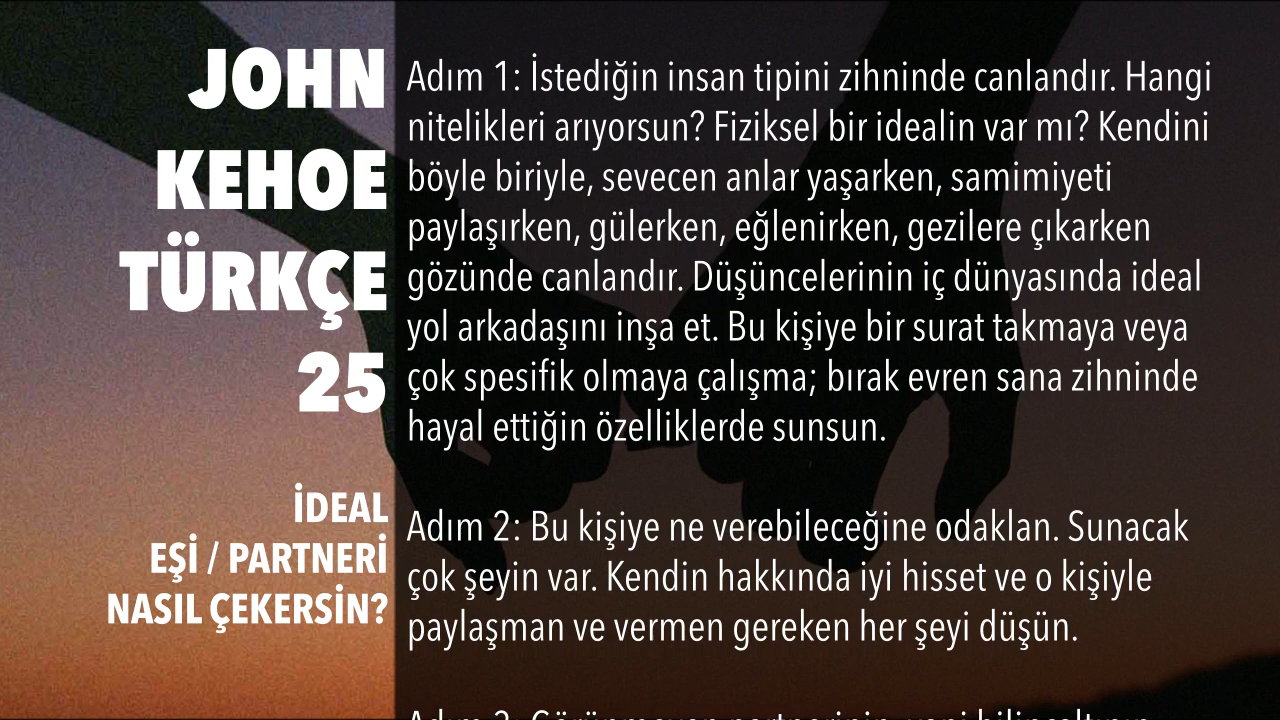 JOHN
KEHOE
TÜRKÇE
25
İDEAL
EŞİ / PARTNERİ
NASIL ÇEKERSİN?
Adım 1: İstediğin insan tipini zihninde canlandır. Hangi
nitelikleri arıyorsun? Fiziksel bir idealin var mı? Kendini
böyle biriyle, sevecen anlar yaşarken, samimiyeti
paylaşırken, gülerken, eğlenirken, gezilere çıkarken
gözünde canlandır. Düşüncelerinin iç dünyasında ideal
yol arkadaşını inşa et. Bu kişiye bir surat takmaya veya
çok spesifik olmaya çalışma; bırak evren sana zihninde
hayal ettiğin özelliklerde sunsun.
Adım 2: Bu kişiye ne verebileceğine odaklan. Sunacak
çok şeyin var. Kendin hakkında iyi hisset ve o kişiyle
paylaşman ve vermen gereken her şeyi düşün.